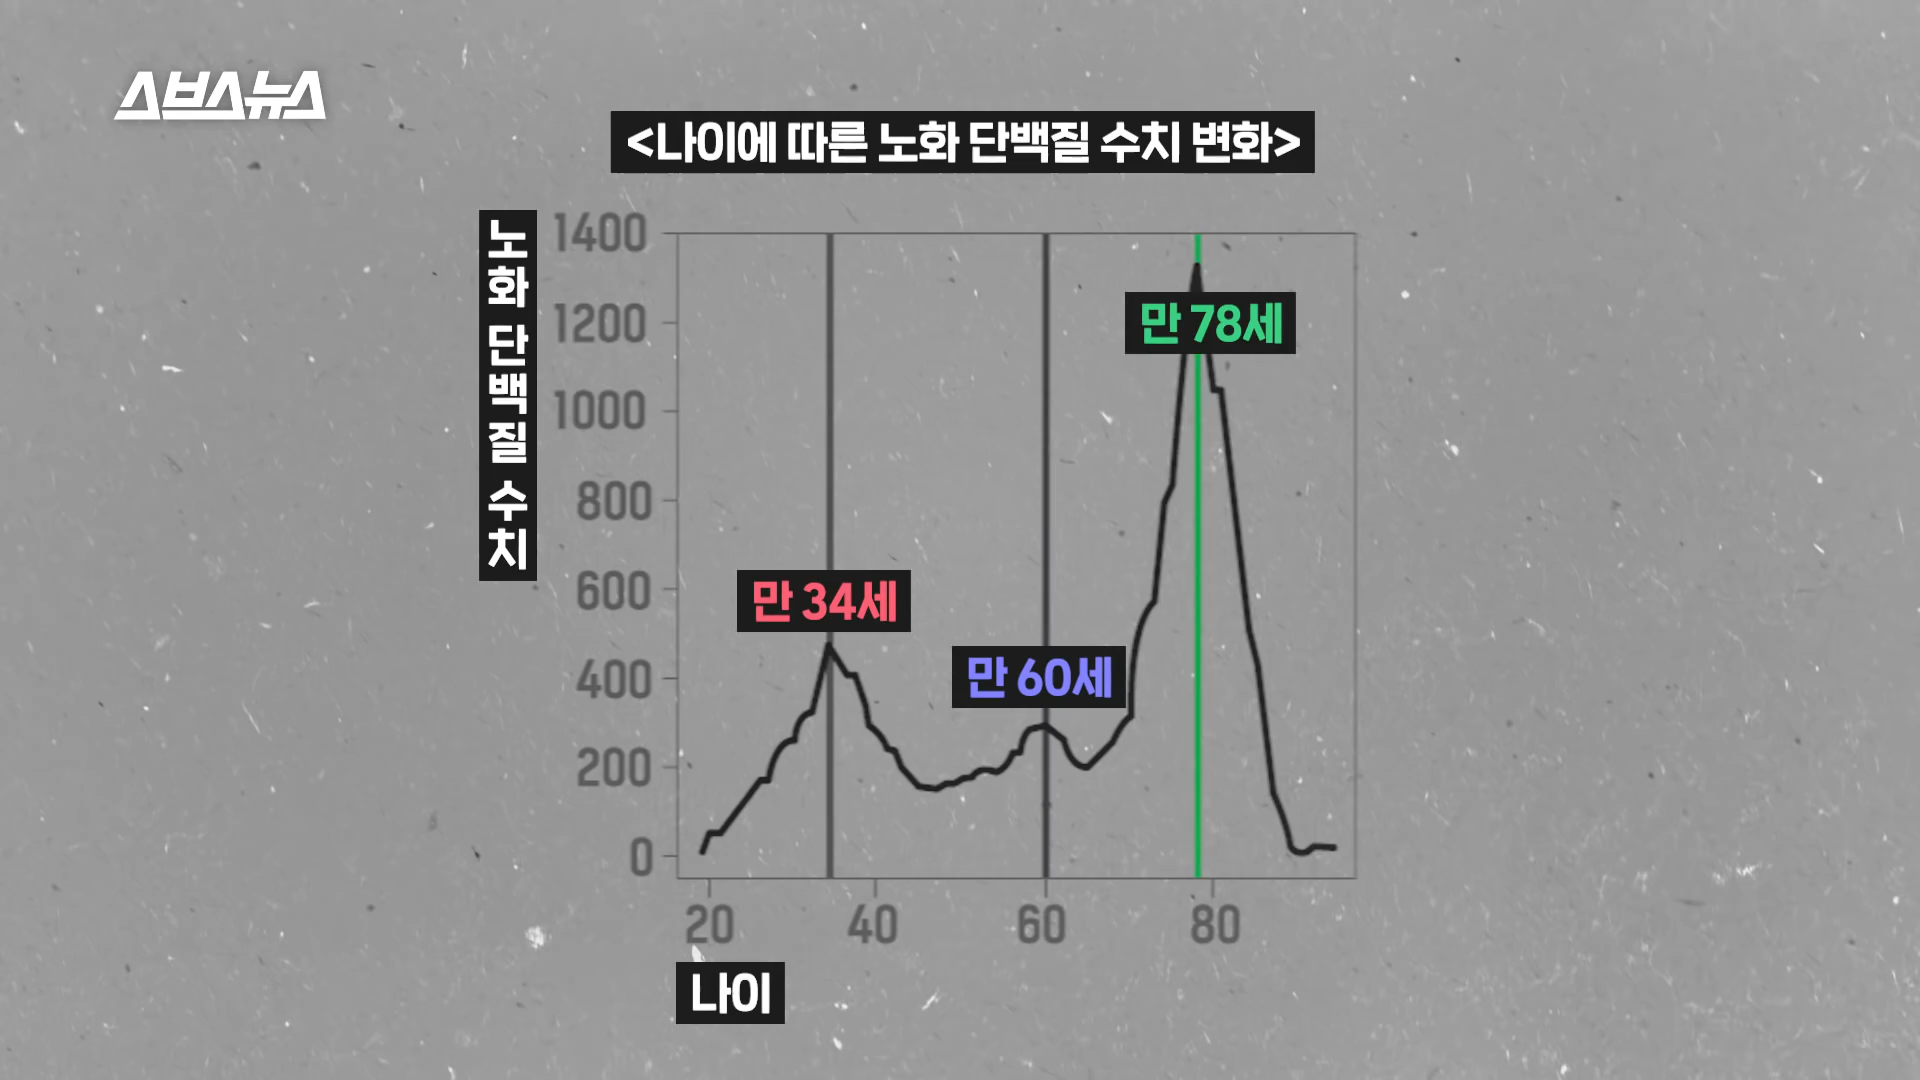 스브스뉴스
<나이에 따른 노화 단백질 수치 변화>
노화 단백질 수치
1400
1200
1000
800
600
400
200
0
만 78세
만 34세
만 60세
20 40 60 80
나이